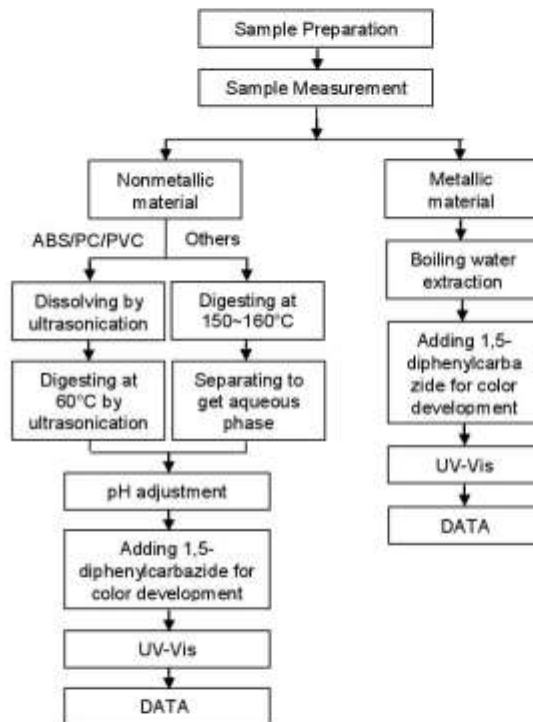 Sample Preparation
Sample Measurement
Nonmetallic
material
Metallic
material
ABS/PC/PVC
Others
Boiling water
extraction
Dissolving by
ultrasonication
Digesting at
150~160°C
Adding 1,5-
diphenylcarba
zide for color
development
Digesting at
60°C by
ultrasonication
Separating to
get aqueous
phase
UV-Vis
pH adjustment
DATA
Adding 1,5-
diphenylcarbazide for
color development
UV-Vis
DATA